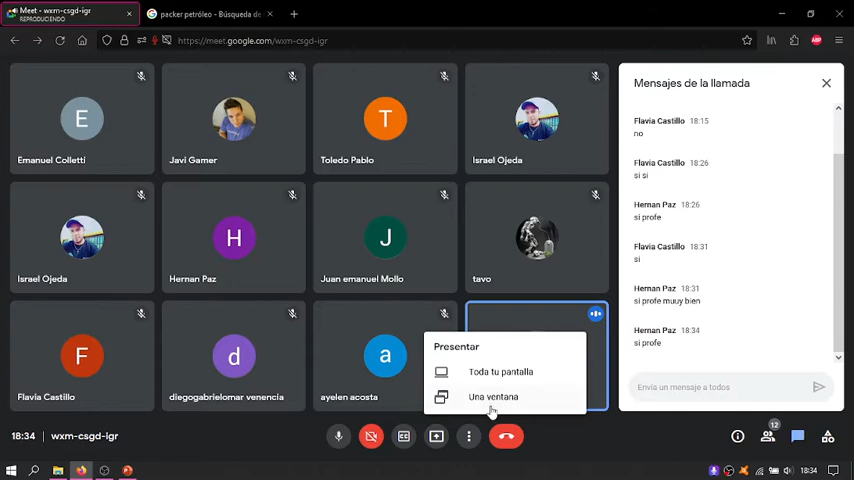 Meet - wxm-csgd-igr
REPRODUCIENDO
packer petróleo - Búsqueda de
https://meet.google.com/wxm-csgd-igr
ABP
E
Emanuel Colletti
Javi Gamer
T
Toledo Pablo
Israel Ojeda
Israel Ojeda
H
Hernan Paz
J
Juan emanuel Mollo
tavo
F
Flavia Castillo
d
diegogabrielomar venencia
a
ayelen acosta
Presentar
Toda tu pantalla
Una ventana
Mensajes de la llamada
Flavia Castillo 18:15
no
Flavia Castillo 18:26
si si
Hernan Paz 18:26
si profe
Flavia Castillo 18:31
si
Hernan Paz 18:31
si profe muuy bien
Hernan Paz 18:34
si profe
Envía un mensaje a todos
18:34 wxm-csgd-igr
12
18:34